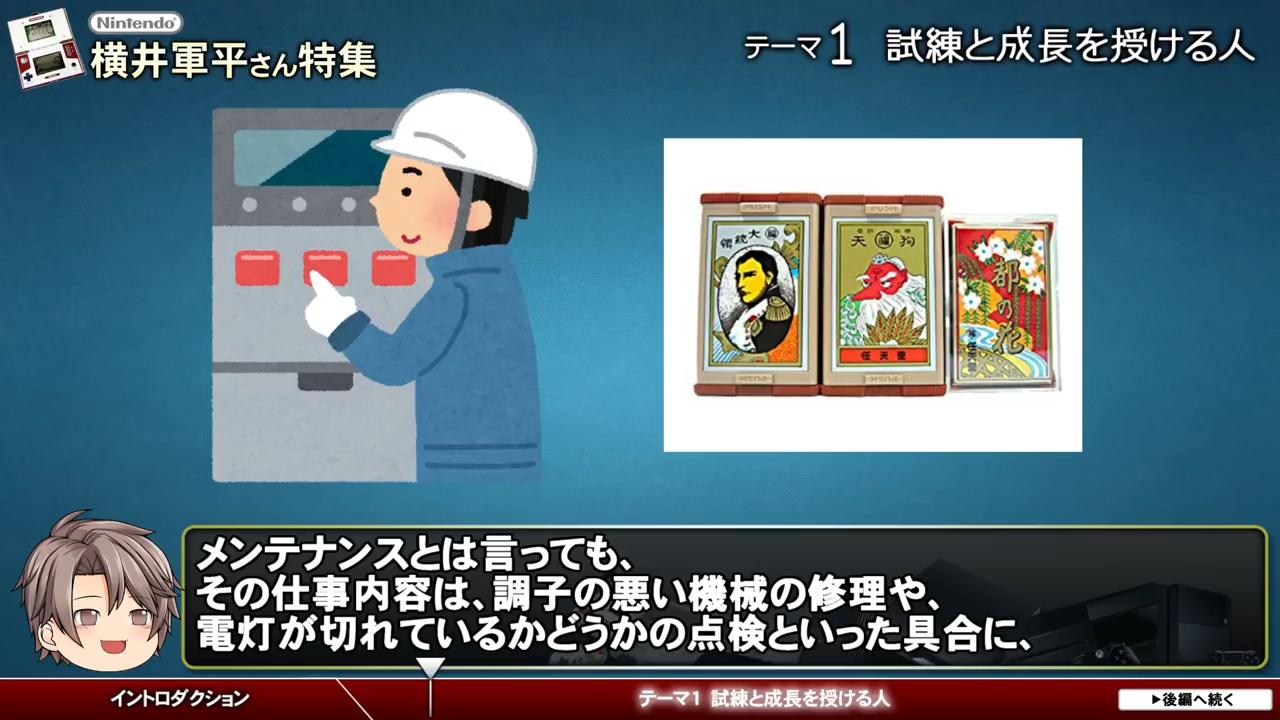 Nintendo
横井軍平さん特集
テーマ1 試練と成長を授ける人
PUSH
PUSH
大統領
福
天狗
福
任天堂
都の花
メンテナンスとは言っても、
その仕事内容は、調子の悪い機械の修理や、
電灯が切れているかどうかの点検といった具合に、
イントロダクション
テーマ1 試練と成長を授ける人
▶後編へ続く